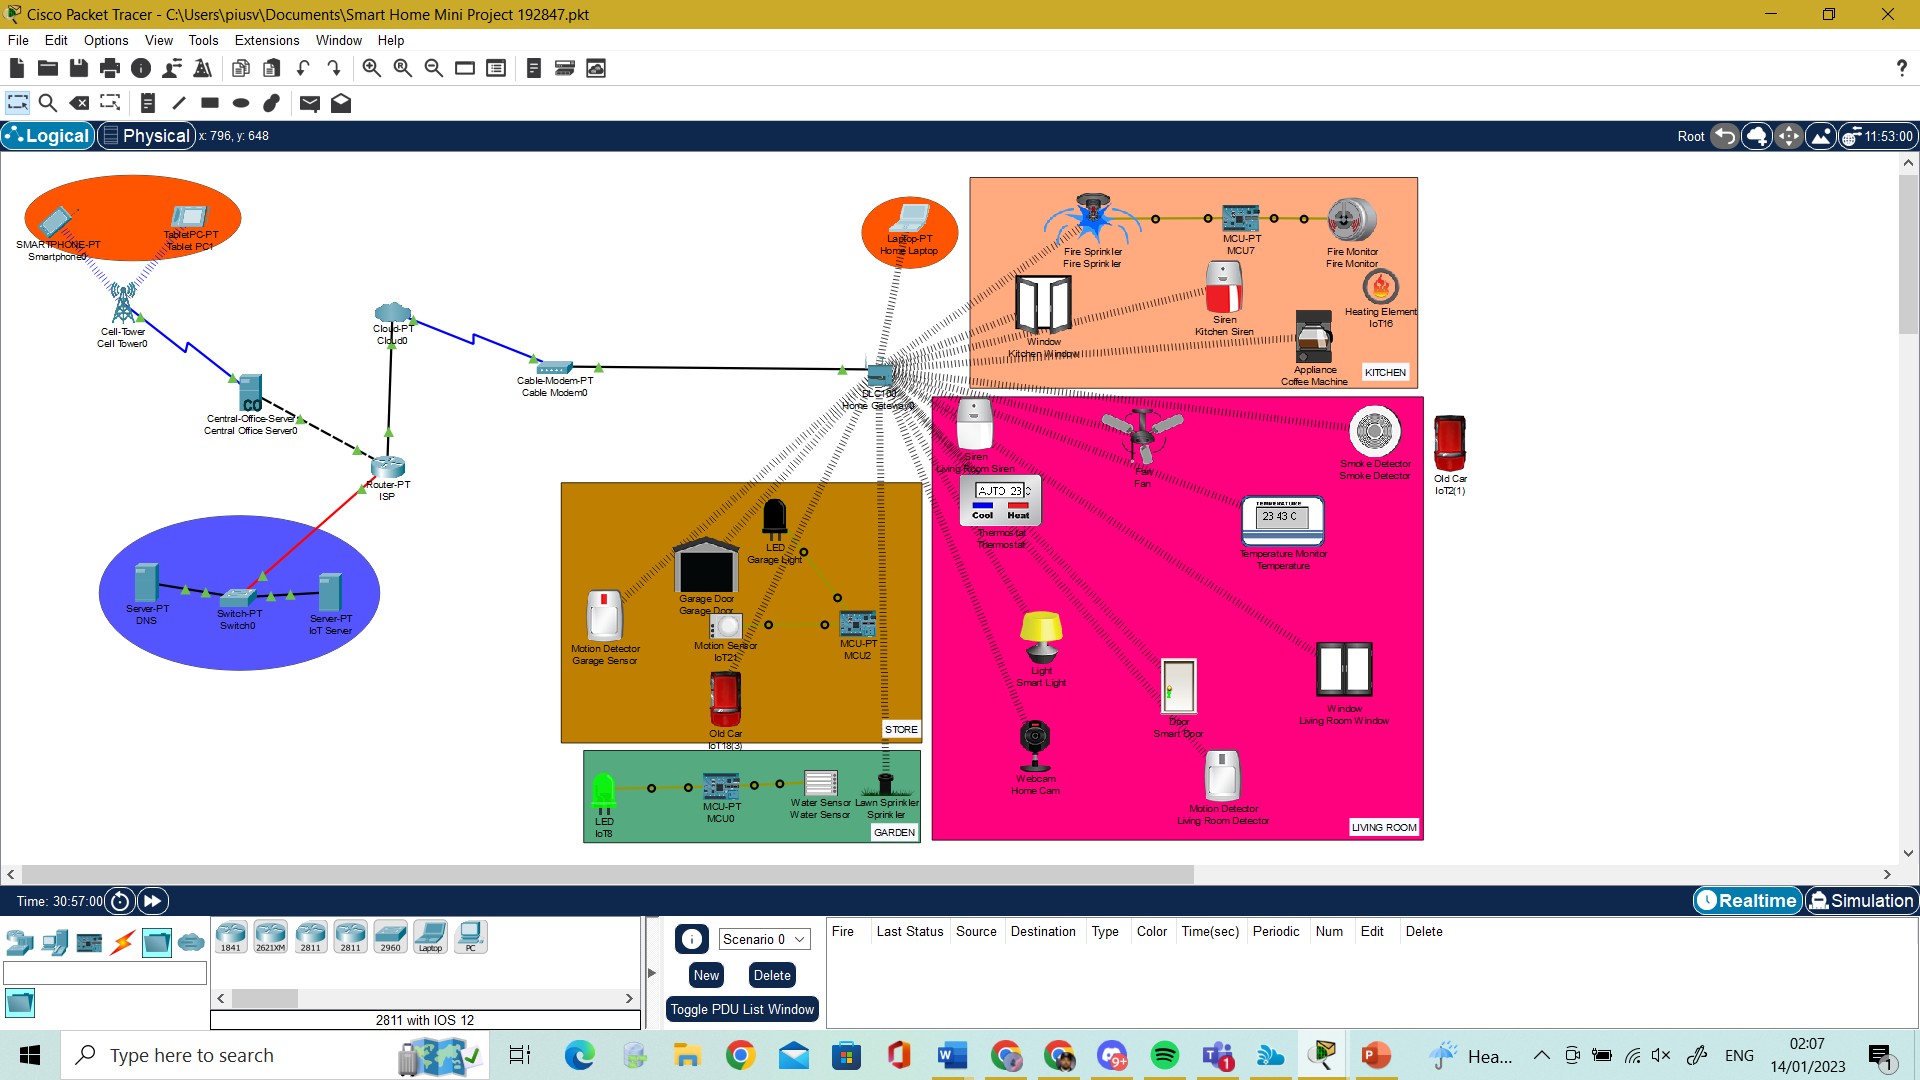 Cisco Packet Tracer - C:\Users\piusv\Documents\Smart Home Mini Project 192847.pkt
File Edit Options View Tools Extensions Window Help
?
Logical Physical x: 796, y: 648 Root 11:53:00
SMARTPHONE-PT
Smartphone0
TabletPC-PT
Tablet PC1
Cell-Tower
Cell Tower0
Cloud-PT
Cloud0
Cable-Modem-PT
Cable Modem0
CO
Central-Office-Server
Central Office Server0
Router-PT
ISP
Server-PT
DNS
Switch-PT
Switch0
Server-PT
IoT Server
Laptop-PT
Home Laptop
DLC100
Home Gateway0
Fire Sprinkler
Fire Sprinkler
MCU-PT
MCU7
Fire Monitor
Fire Monitor
Window
Kitchen Window
Siren
Kitchen Siren
Heating Element
IoT16
Appliance
Coffee Machine
KITCHEN
Siren
Living Room Siren
Fan
Fan
Smoke Detector
Smoke Detector
Old Car
IoT2(1)
AUTO 23 C
Cool Heat
Thermostat
Thermostat
TEMPERATURE
23 43 C
Temperature Monitor
Temperature
Light
Smart Light
Door
Smart Door
Window
Living Room Window
Webcam
Home Cam
Motion Detector
Living Room Detector
LIVING ROOM
LED
Garage Light
Garage Door
Garage Door
Motion Detector
Garage Sensor
Motion Sensor
IoT21
MCU-PT
MCU2
Old Car
IoT18(3)
STORE
LED
IoT8
MCU-PT
MCU0
Water Sensor
Water Sensor
Lawn Sprinkler
Sprinkler
GARDEN
Time: 30:57:00 Realtime Simulation
1841 2621XM 2811 2811 2960 Laptop PC
2811 with IOS 12
Scenario 0
New Delete
Toggle PDU List Window
Fire Last Status Source Destination Type Color Time(sec) Periodic Num Edit Delete
Type here to search
9+
1
Hea...
ENG
02:07
14/01/2023
1